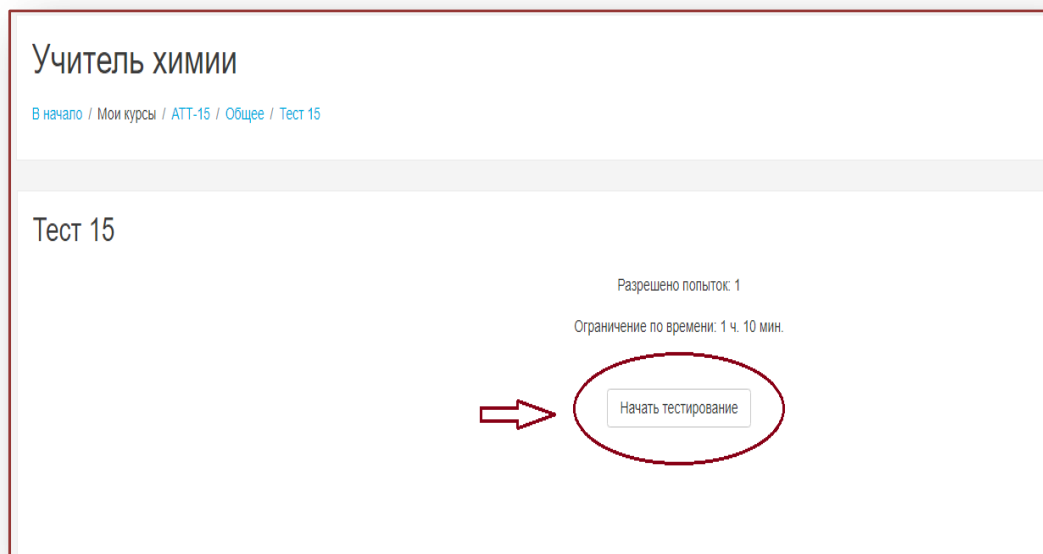 Учитель химии
В начало / Мои курсы / АТТ-15 / Общее / Тест 15
Тест 15
Разрешено попыток: 1
Ограничение по времени: 1 ч. 10 мин.
Начать тестирование